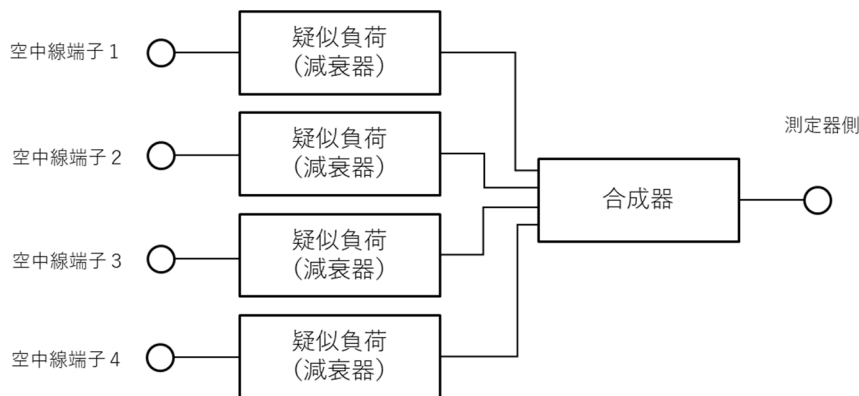 空中線端子1
疑似負荷
(減衰器)
空中線端子2
疑似負荷
(減衰器)
空中線端子3
疑似負荷
(減衰器)
空中線端子4
疑似負荷
(減衰器)
合成器
測定器側